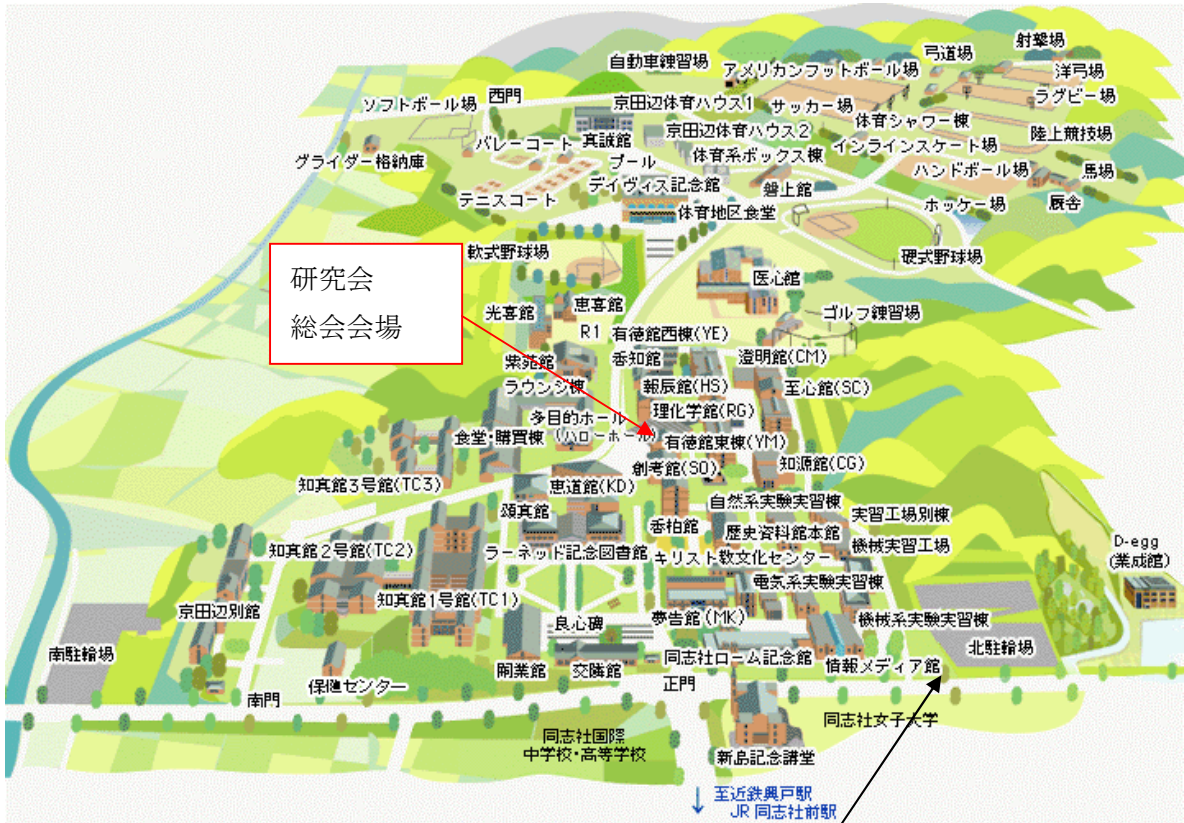 自動車練習場
弓道場
射撃場
アメリカンフットボール場
洋弓場
西門
ソフトボール場
京田辺体育ハウス1
サッカー場
ラグビー場
体育シャワー棟
バレーコート
真誠館
京田辺体育ハウス2
陸上競技場
インラインスケート場
グライダー格納庫
プール
体育系ボックス棟
ハンドボール場
馬場
デイヴィス記念館
磐上館
テニスコート
体育地区食堂
ホッケー場
厩舎
軟式野球場
硬式野球場
研究会
総会会場
医心館
恵喜館
光喜館
ゴルフ練習場
R1
有徳館西棟(YE)
紫苑館
香知館
澄明館(CM)
ラウンジ棟
報辰館(HS)
至心館(SC)
多目的ホール
(ハローホール)
理化学館(RG)
食堂・購買棟
有徳館東棟(YM)
創考館(SO)
知源館(CG)
知真館3号館(TC3)
恵道館(KD)
自然系実験実習棟
頌真館
香柏館
実習工場別棟
歴史資料館本館
知真館2号館(TC2)
ラーネッド記念図書館
キリスト教文化センター
機械実習工場
D-egg
(業成館)
電気系実験実習棟
知真館1号館(TC1)
京田辺別館
良心碑
夢告館(MK)
機械系実験実習棟
南駐輪場
北駐輪場
同志社ローム記念館
情報メディア館
保健センター
開業館
交隣館
正門
南門
同志社女子大学
同志社国際
中学校・高等学校
新島記念講堂
↓ 至近鉄興戸駅
JR 同志社前駅